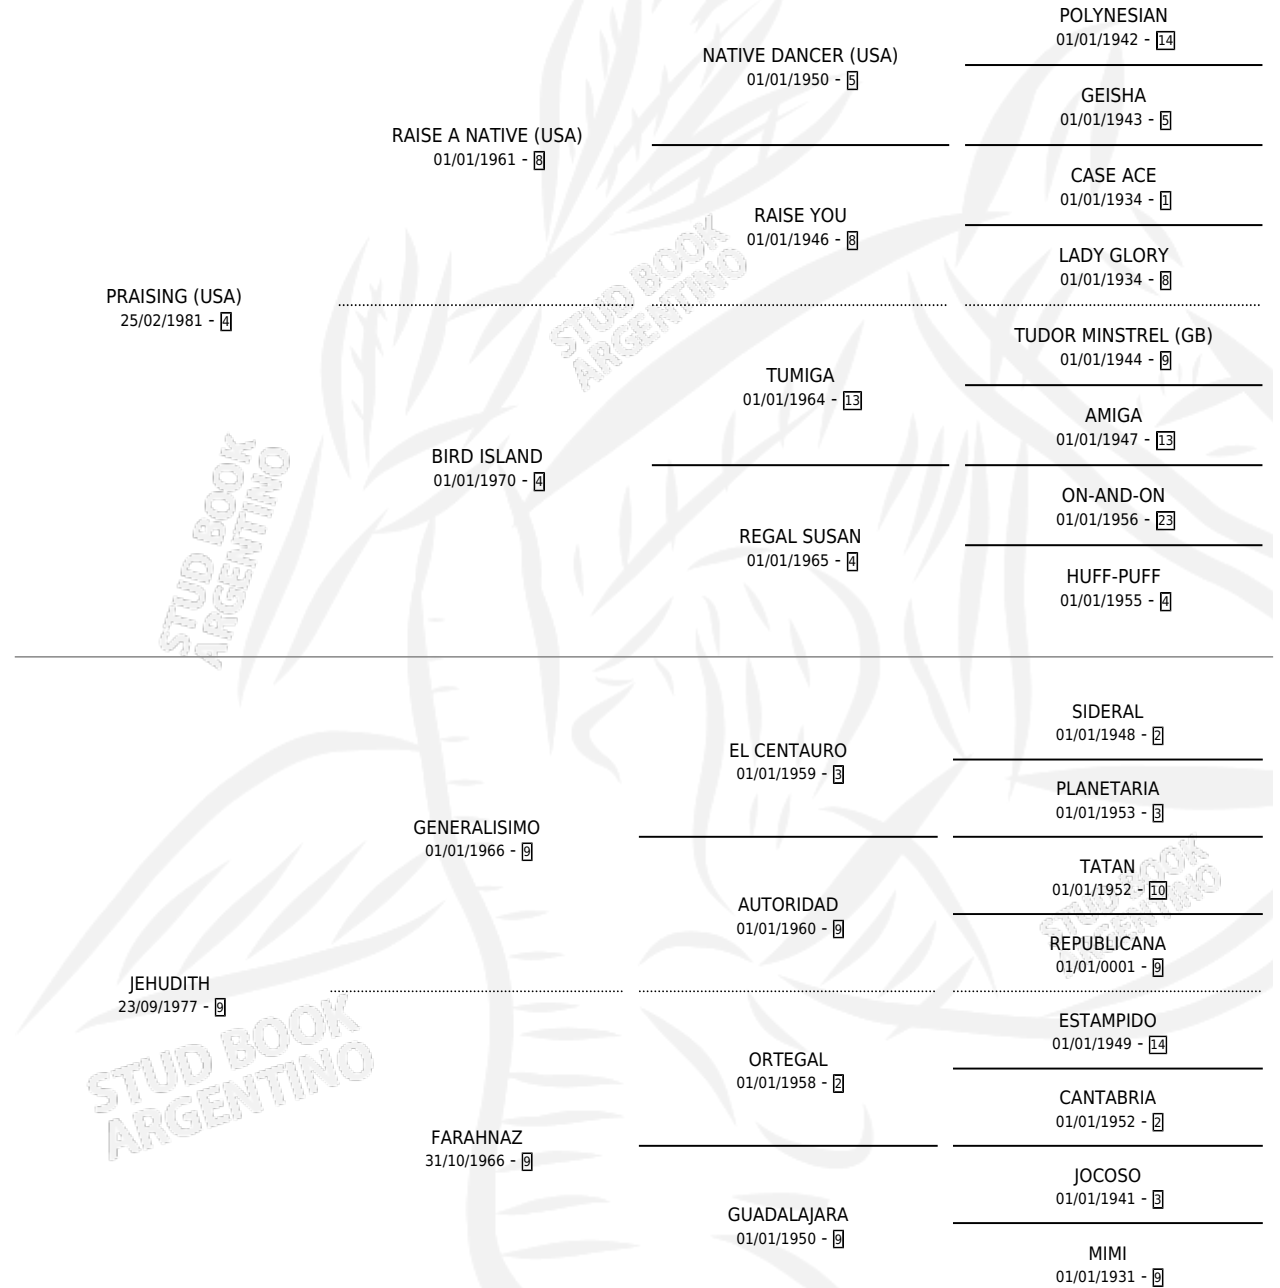 POLYNESIAN
01/01/1942 - 14
NATIVE DANCER (USA)
01/01/1950 - 5
GEISHA
01/01/1943 - 5
RAISE A NATIVE (USA)
01/01/1961 - 8
CASE ACE
01/01/1934 - 1
RAISE YOU
01/01/1946 - 8
LADY GLORY
01/01/1934 - 8
PRAISING (USA)
25/02/1981 - 4
STUD BOOK
ARGENTINO
TUDOR MINSTREL (GB)
01/01/1944 - 9
TUMIGA
01/01/1964 - 13
AMIGA
01/01/1947 - 13
BIRD ISLAND
01/01/1970 - 4
ON-AND-ON
01/01/1956 - 23
REGAL SUSAN
01/01/1965 - 4
HUFF-PUFF
01/01/1955 - 4
STUD BOOK
ARGENTINO
SIDERAL
01/01/1948 - 2
EL CENTAURO
01/01/1959 - 3
PLANETARIA
01/01/1953 - 3
GENERALISIMO
01/01/1966 - 9
TATAN
01/01/1952 - 10
AUTORIDAD
01/01/1960 - 9
STUD BOOK
ARGENTINO
REPUBLICANA
01/01/0001 - 9
JEHUDITH
23/09/1977 - 9
ESTAMPIDO
01/01/1949 - 14
ORTEGAL
01/01/1958 - 2
CANTABRIA
01/01/1952 - 2
STUD BOOK
ARGENTINO
FARAHNAZ
31/10/1966 - 9
JOCOSO
01/01/1941 - 3
GUADALAJARA
01/01/1950 - 9
MIMI
01/01/1931 - 9